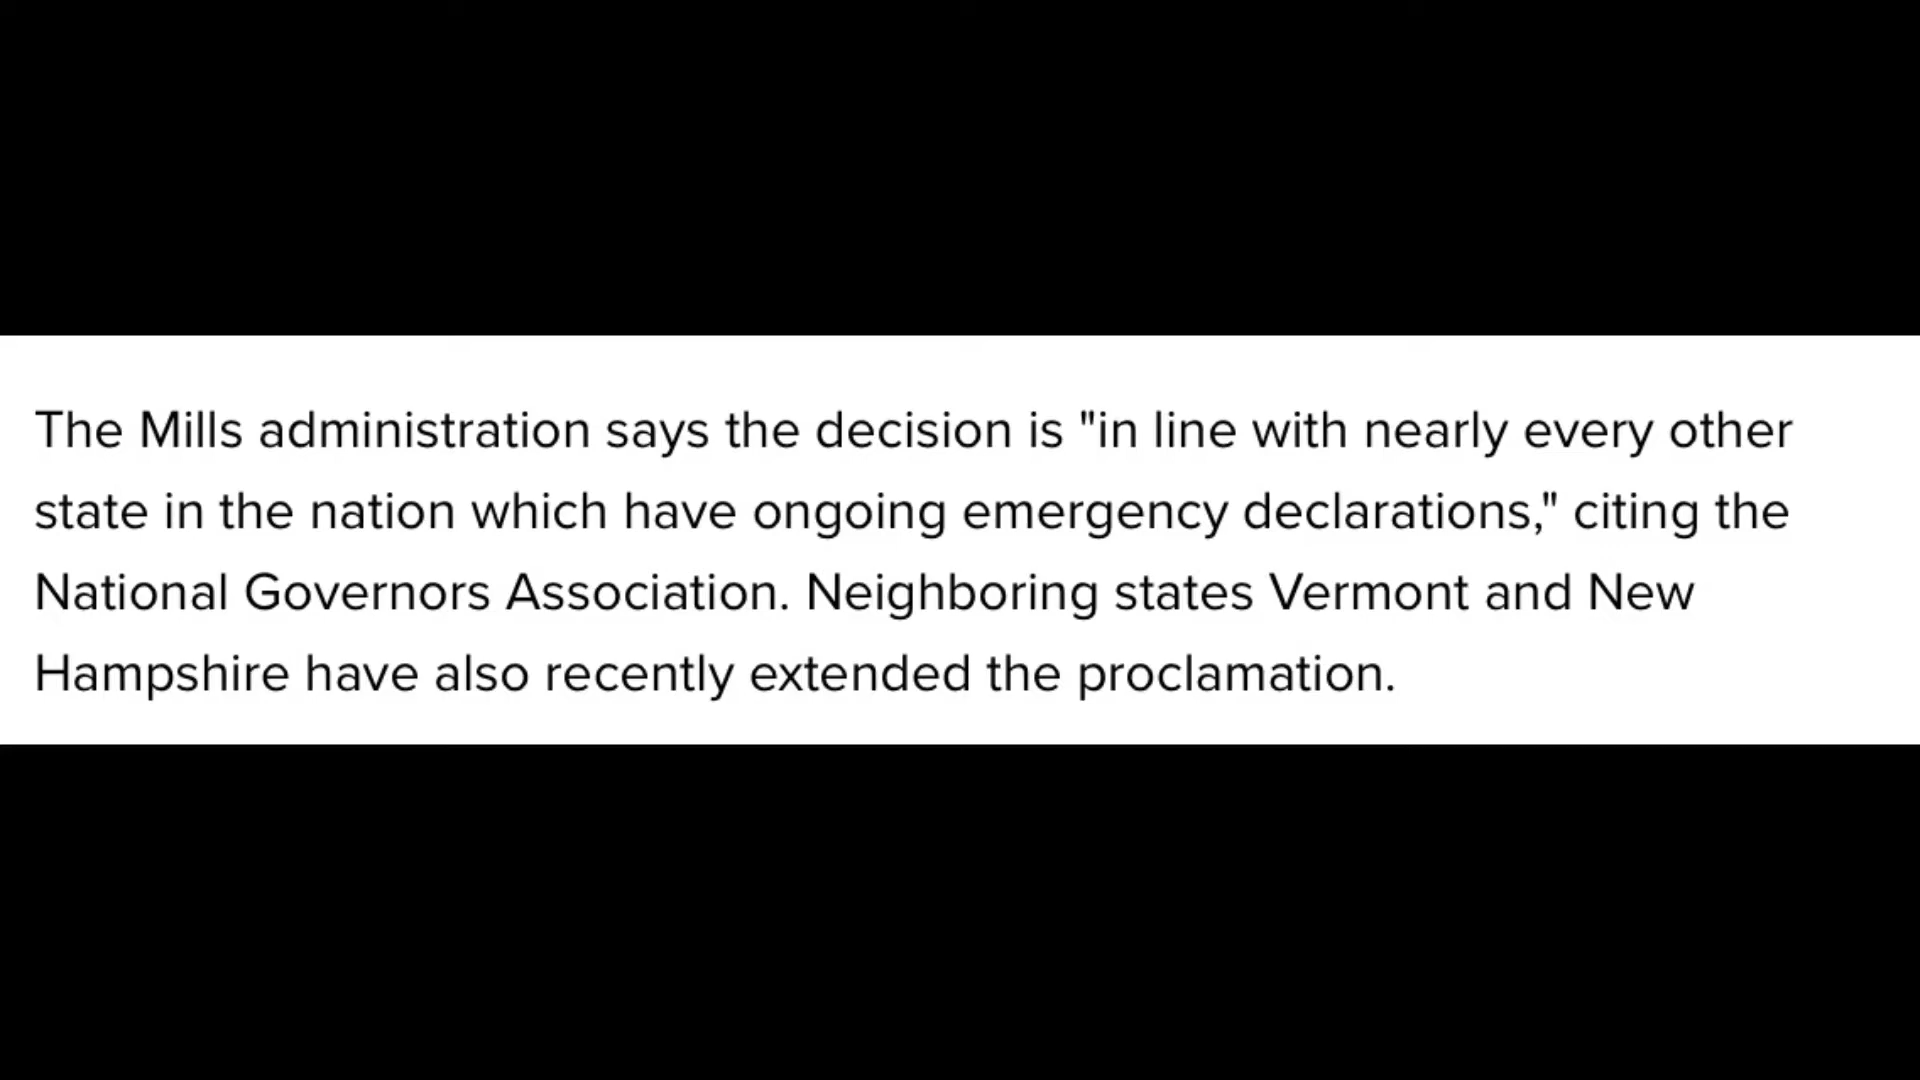 The Mills administration says the decision is "in line with nearly every other
state in the nation which have ongoing emergency declarations," citing the
National Governors Association. Neighboring states Vermont and New
Hampshire have also recently extended the proclamation.